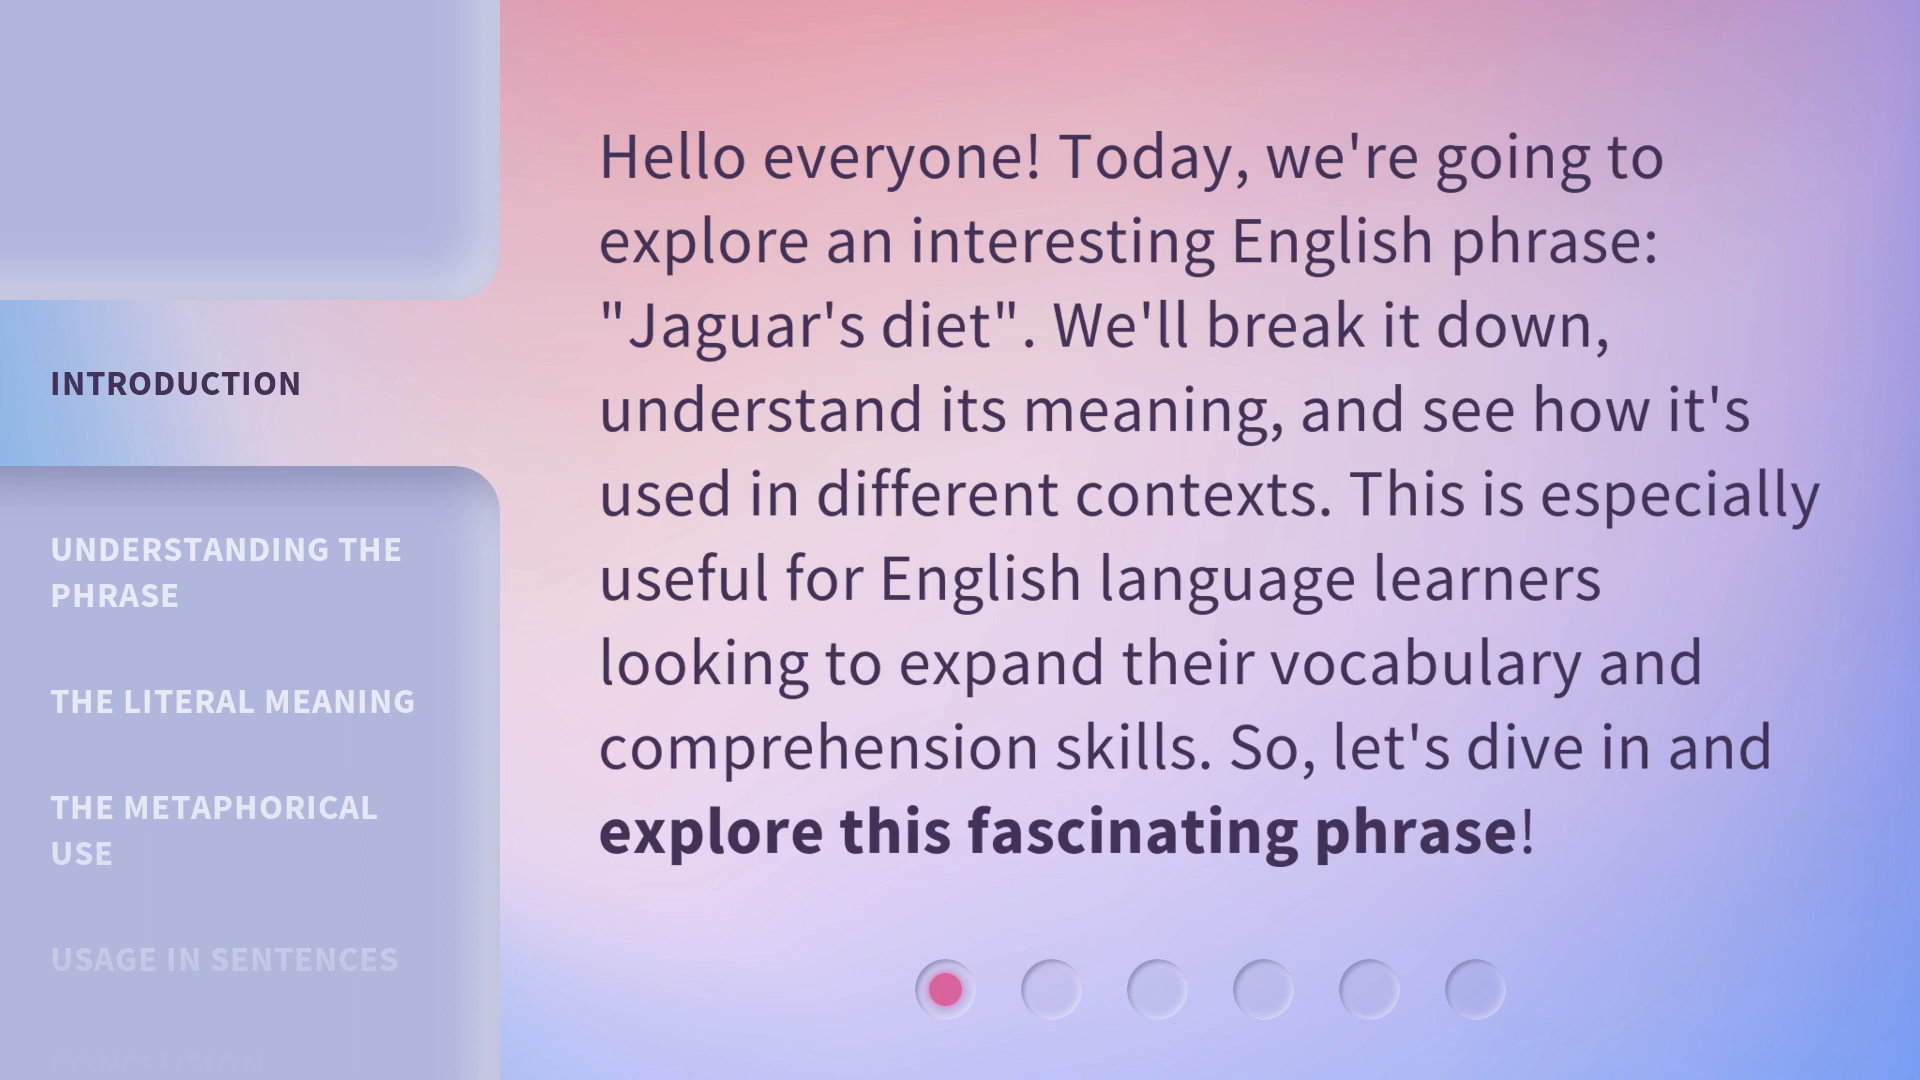 INTRODUCTION
UNDERSTANDING THE
PHRASE
THE LITERAL MEANING
THE METAPHORICAL
USE
USAGE IN SENTENCES
CONCLUSION
Hello everyone! Today, we're going to
explore an interesting English phrase:
"Jaguar's diet". We'll break it down,
understand its meaning, and see how it's
used in different contexts. This is especially
useful for English language learners
looking to expand their vocabulary and
comprehension skills. So, let's dive in and
explore this fascinating phrase!